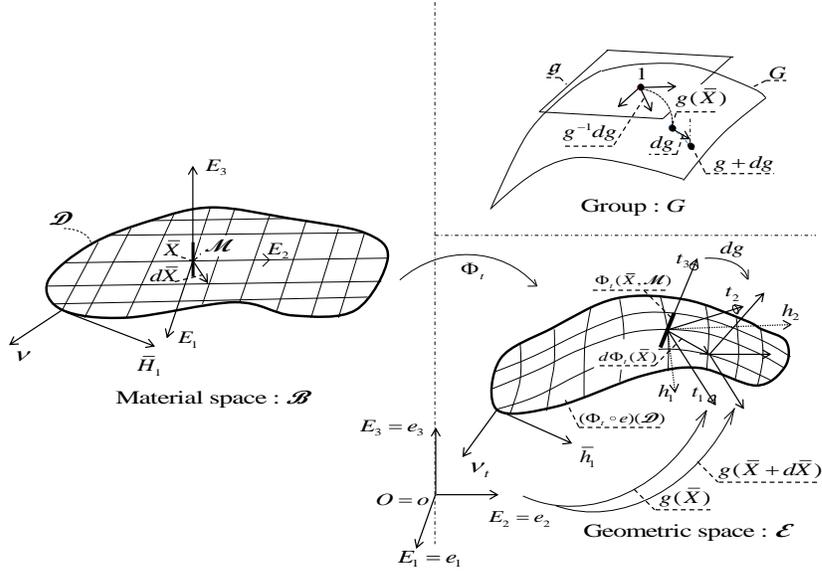 𝔤
1
G
g(X̄)
g⁻¹dg
dg
g + dg
Group : G
E₃
𝒟
X̄
ℳ
E₂
dX̄
E₁
ν
H̄₁
Material space : ℬ
Φₜ
t₃
dg
Φₜ(X̄,ℳ)
t₂
h₂
dΦₜ(X̄)
h₁
t₁
(Φₜ ∘ e)(𝒟)
h̄₁
νₜ
E₃ = e₃
O = o
E₂ = e₂
E₁ = e₁
g(X̄ + dX̄)
g(X̄)
Geometric space : ℰ